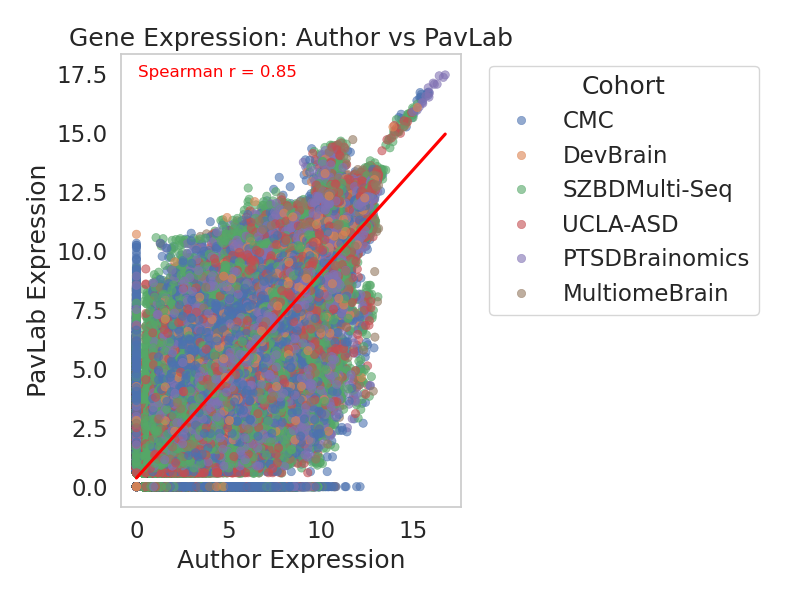 Gene Expression: Author vs PavLab
Spearman r = 0.85
17.5
15.0
12.5
10.0
7.5
5.0
2.5
0.0
PavLab Expression
0 5 10 15
Author Expression
Cohort
CMC
DevBrain
SZBDMulti-Seq
UCLA-ASD
PTSDBrainomics
MultiomeBrain